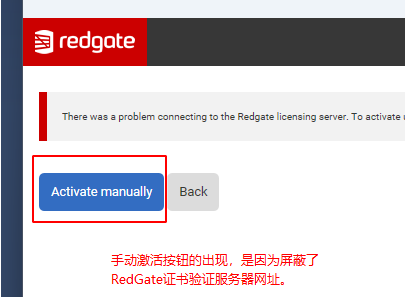 redgate
There was a problem connecting to the Redgate licensing server. To activate
Activate manually
Back
手动激活按钮的出现，是因为屏蔽了
RedGate证书验证服务器网址。